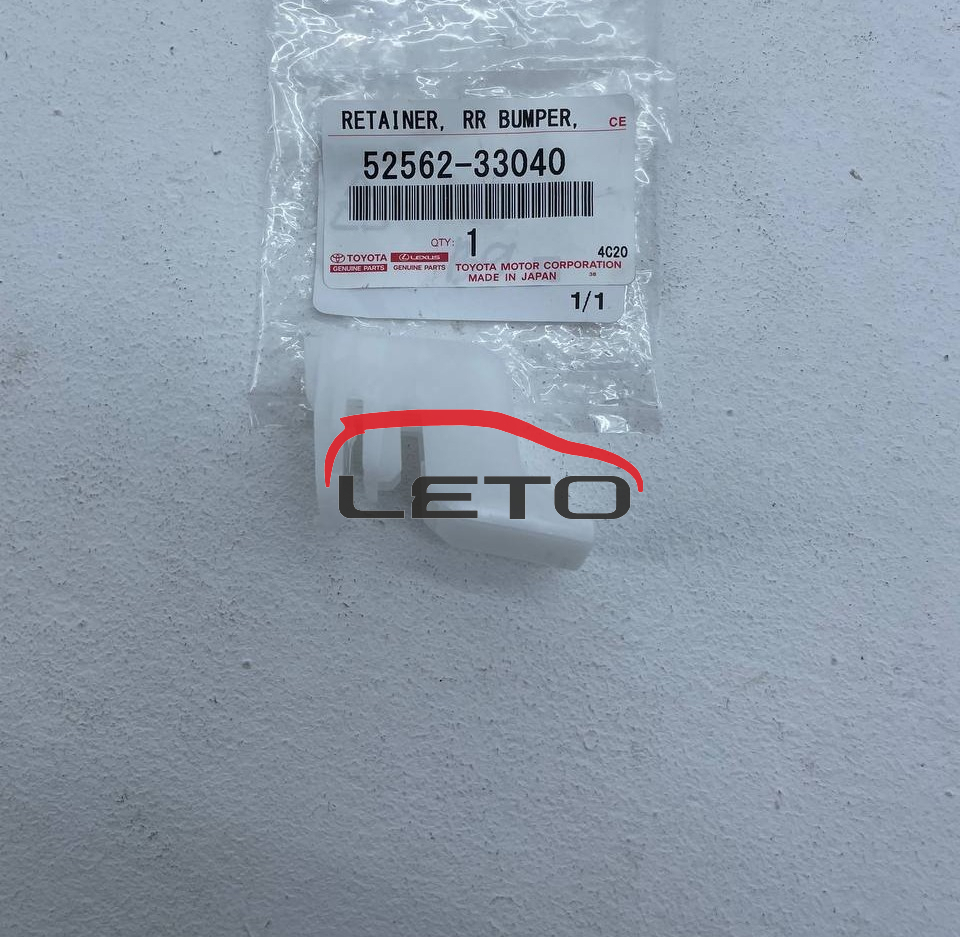 RETAINER, RR BUMPER, CE
52562-33040
QTY: 1
4C20
TOYOTA LEXUS
GENUINE PARTS GENUINE PARTS
TOYOTA MOTOR CORPORATION
MADE IN JAPAN 38
1/1
LETO